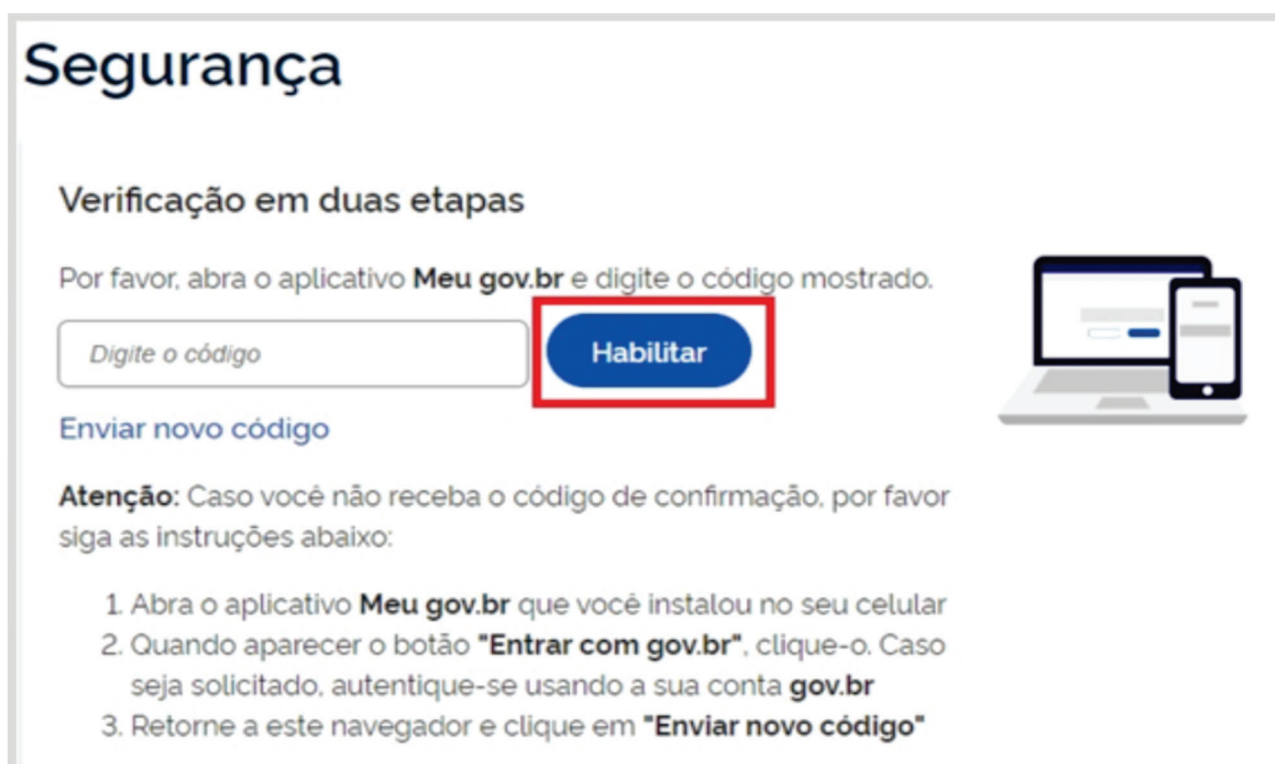 Segurança
Verificação em duas etapas
Por favor, abra o aplicativo Meu gov.br e digite o código mostrado.
Digite o código
Habilitar
Enviar novo código
Atenção: Caso você não receba o código de confirmação, por favor
siga as instruções abaixo:
1. Abra o aplicativo Meu gov.br que você instalou no seu celular
2. Quando aparecer o botão "Entrar com gov.br", clique-o. Caso
seja solicitado, autentique-se usando a sua conta gov.br
3. Retorne a este navegador e clique em "Enviar novo código"